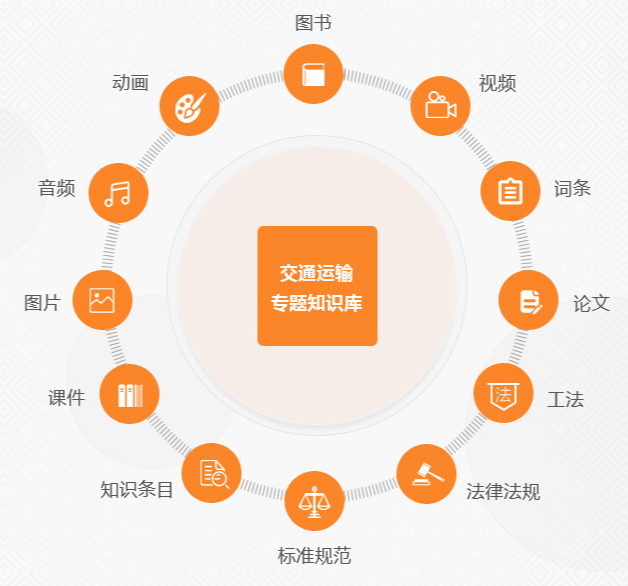 图书
动画
视频
音频
词条
交通运输
专题知识库
图片
论文
课件
工法
法
知识条目
法律法规
标准规范